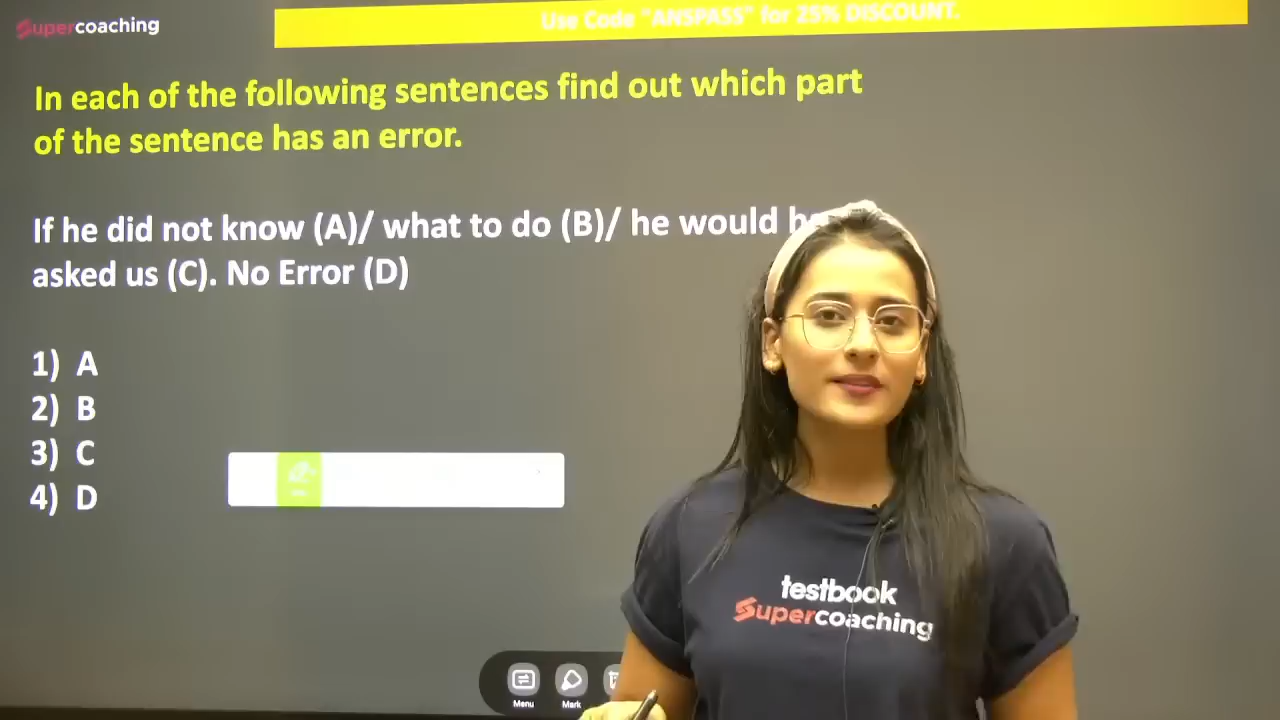 Supercoaching
Use Code "ANSPASS" for 25% DISCOUNT.
In each of the following sentences find out which part
of the sentence has an error.
If he did not know (A)/ what to do (B)/ he would
asked us (C). No Error (D)
1) A
2) B
3) C
4) D
testbook
Supercoaching
Menu
Mark